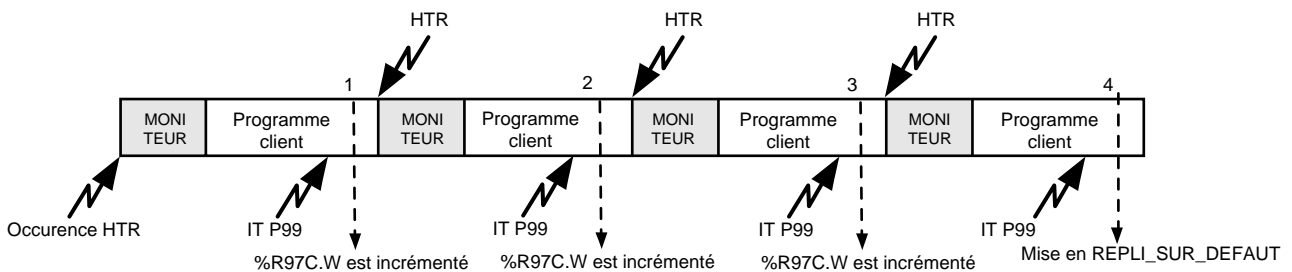 HTR
HTR
HTR
1
2
3
4
MONI
TEUR
Programme
client
MONI
TEUR
Programme
client
MONI
TEUR
Programme
client
MONI
TEUR
Programme
client
Occurence HTR
IT P99
IT P99
IT P99
IT P99
%R97C.W est incrémenté
%R97C.W est incrémenté
%R97C.W est incrémenté
Mise en REPLI_SUR_DEFAUT